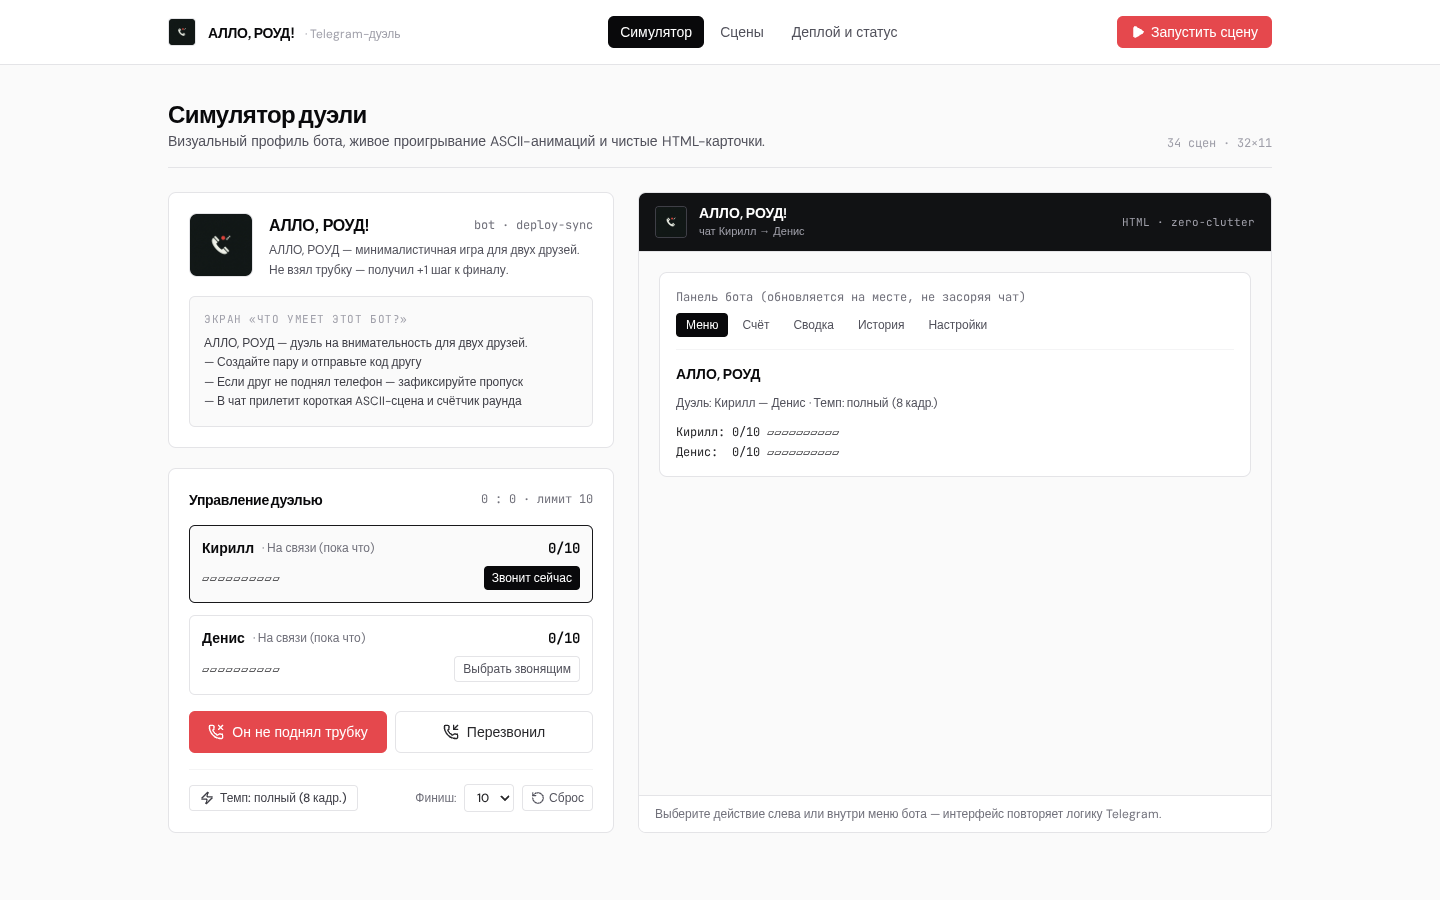 АЛЛО, РОУД! · Telegram-дуэль
Симулятор
Сцены
Деплой и статус
Запустить сцену
Симулятор дуэли
Визуальный профиль бота, живое проигрывание ASCII-анимаций и чистые HTML-карточки.
34 сцен · 32×11
АЛЛО, РОУД!
bot · deploy-sync
АЛЛО, РОУД — минималистичная игра для двух друзей.
Не взял трубку — получил +1 шаг к финалу.
ЭКРАН «ЧТО УМЕЕТ ЭТОТ БОТ?»
АЛЛО, РОУД — дуэль на внимательность для двух друзей.
— Создайте пару и отправьте код другу
— Если друг не поднял телефон — зафиксируйте пропуск
— В чат прилетит короткая ASCII-сцена и счётчик раунда
Управление дуэлью
0 : 0 · лимит 10
Кирилл · На связи (пока что)
0/10
▱▱▱▱▱▱▱▱▱▱
Звонит сейчас
Денис · На связи (пока что)
0/10
▱▱▱▱▱▱▱▱▱▱
Выбрать звонящим
Он не поднял трубку
Перезвонил
Темп: полный (8 кадр.)
Финиш:
10
Сброс
АЛЛО, РОУД!
чат Кирилл → Денис
HTML · zero-clutter
Панель бота (обновляется на месте, не засоряя чат)
Меню
Счёт
Сводка
История
Настройки
АЛЛО, РОУД
Дуэль: Кирилл — Денис · Темп: полный (8 кадр.)
Кирилл: 0/10 ▱▱▱▱▱▱▱▱▱▱
Денис:  0/10 ▱▱▱▱▱▱▱▱▱▱
Выберите действие слева или внутри меню бота — интерфейс повторяет логику Telegram.